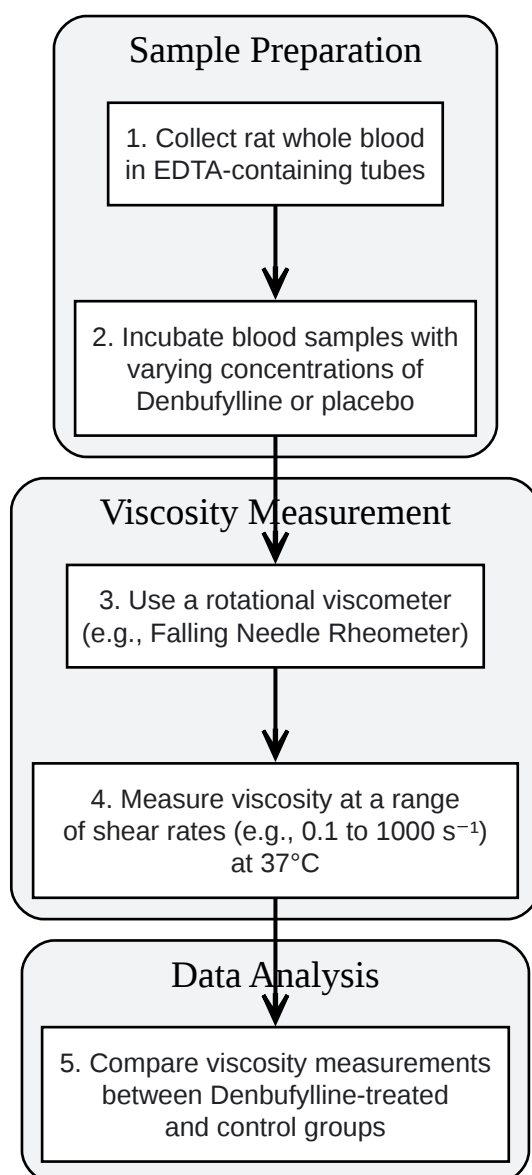 Sample Preparation
1. Collect rat whole blood
in EDTA-containing tubes
2. Incubate blood samples with
varying concentrations of
Denbufylline or placebo
Viscosity Measurement
3. Use a rotational viscometer
(e.g., Falling Needle Rheometer)
4. Measure viscosity at a range
of shear rates (e.g., 0.1 to 1000 s⁻¹)
at 37°C
Data Analysis
5. Compare viscosity measurements
between Denbufylline-treated
and control groups